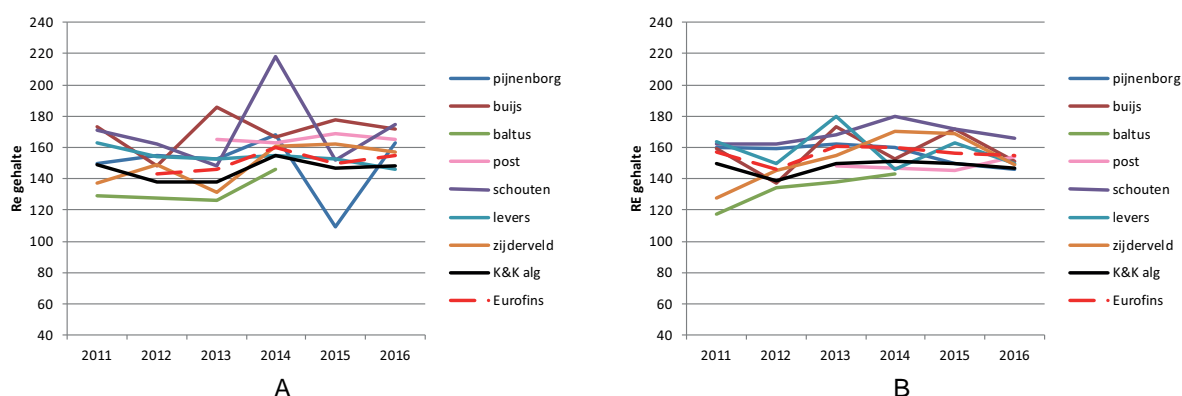 240
220
200
180
160
140
120
100
80
60
40
Re gehalte
2011 2012 2013 2014 2015 2016
pijnenborg
buijs
baltus
post
schouten
levers
zijderveld
K&K alg
Eurofins
A
240
220
200
180
160
140
120
100
80
60
40
RE gehalte
2011 2012 2013 2014 2015 2016
pijnenborg
buijs
baltus
post
schouten
levers
zijderveld
K&K alg
Eurofins
B